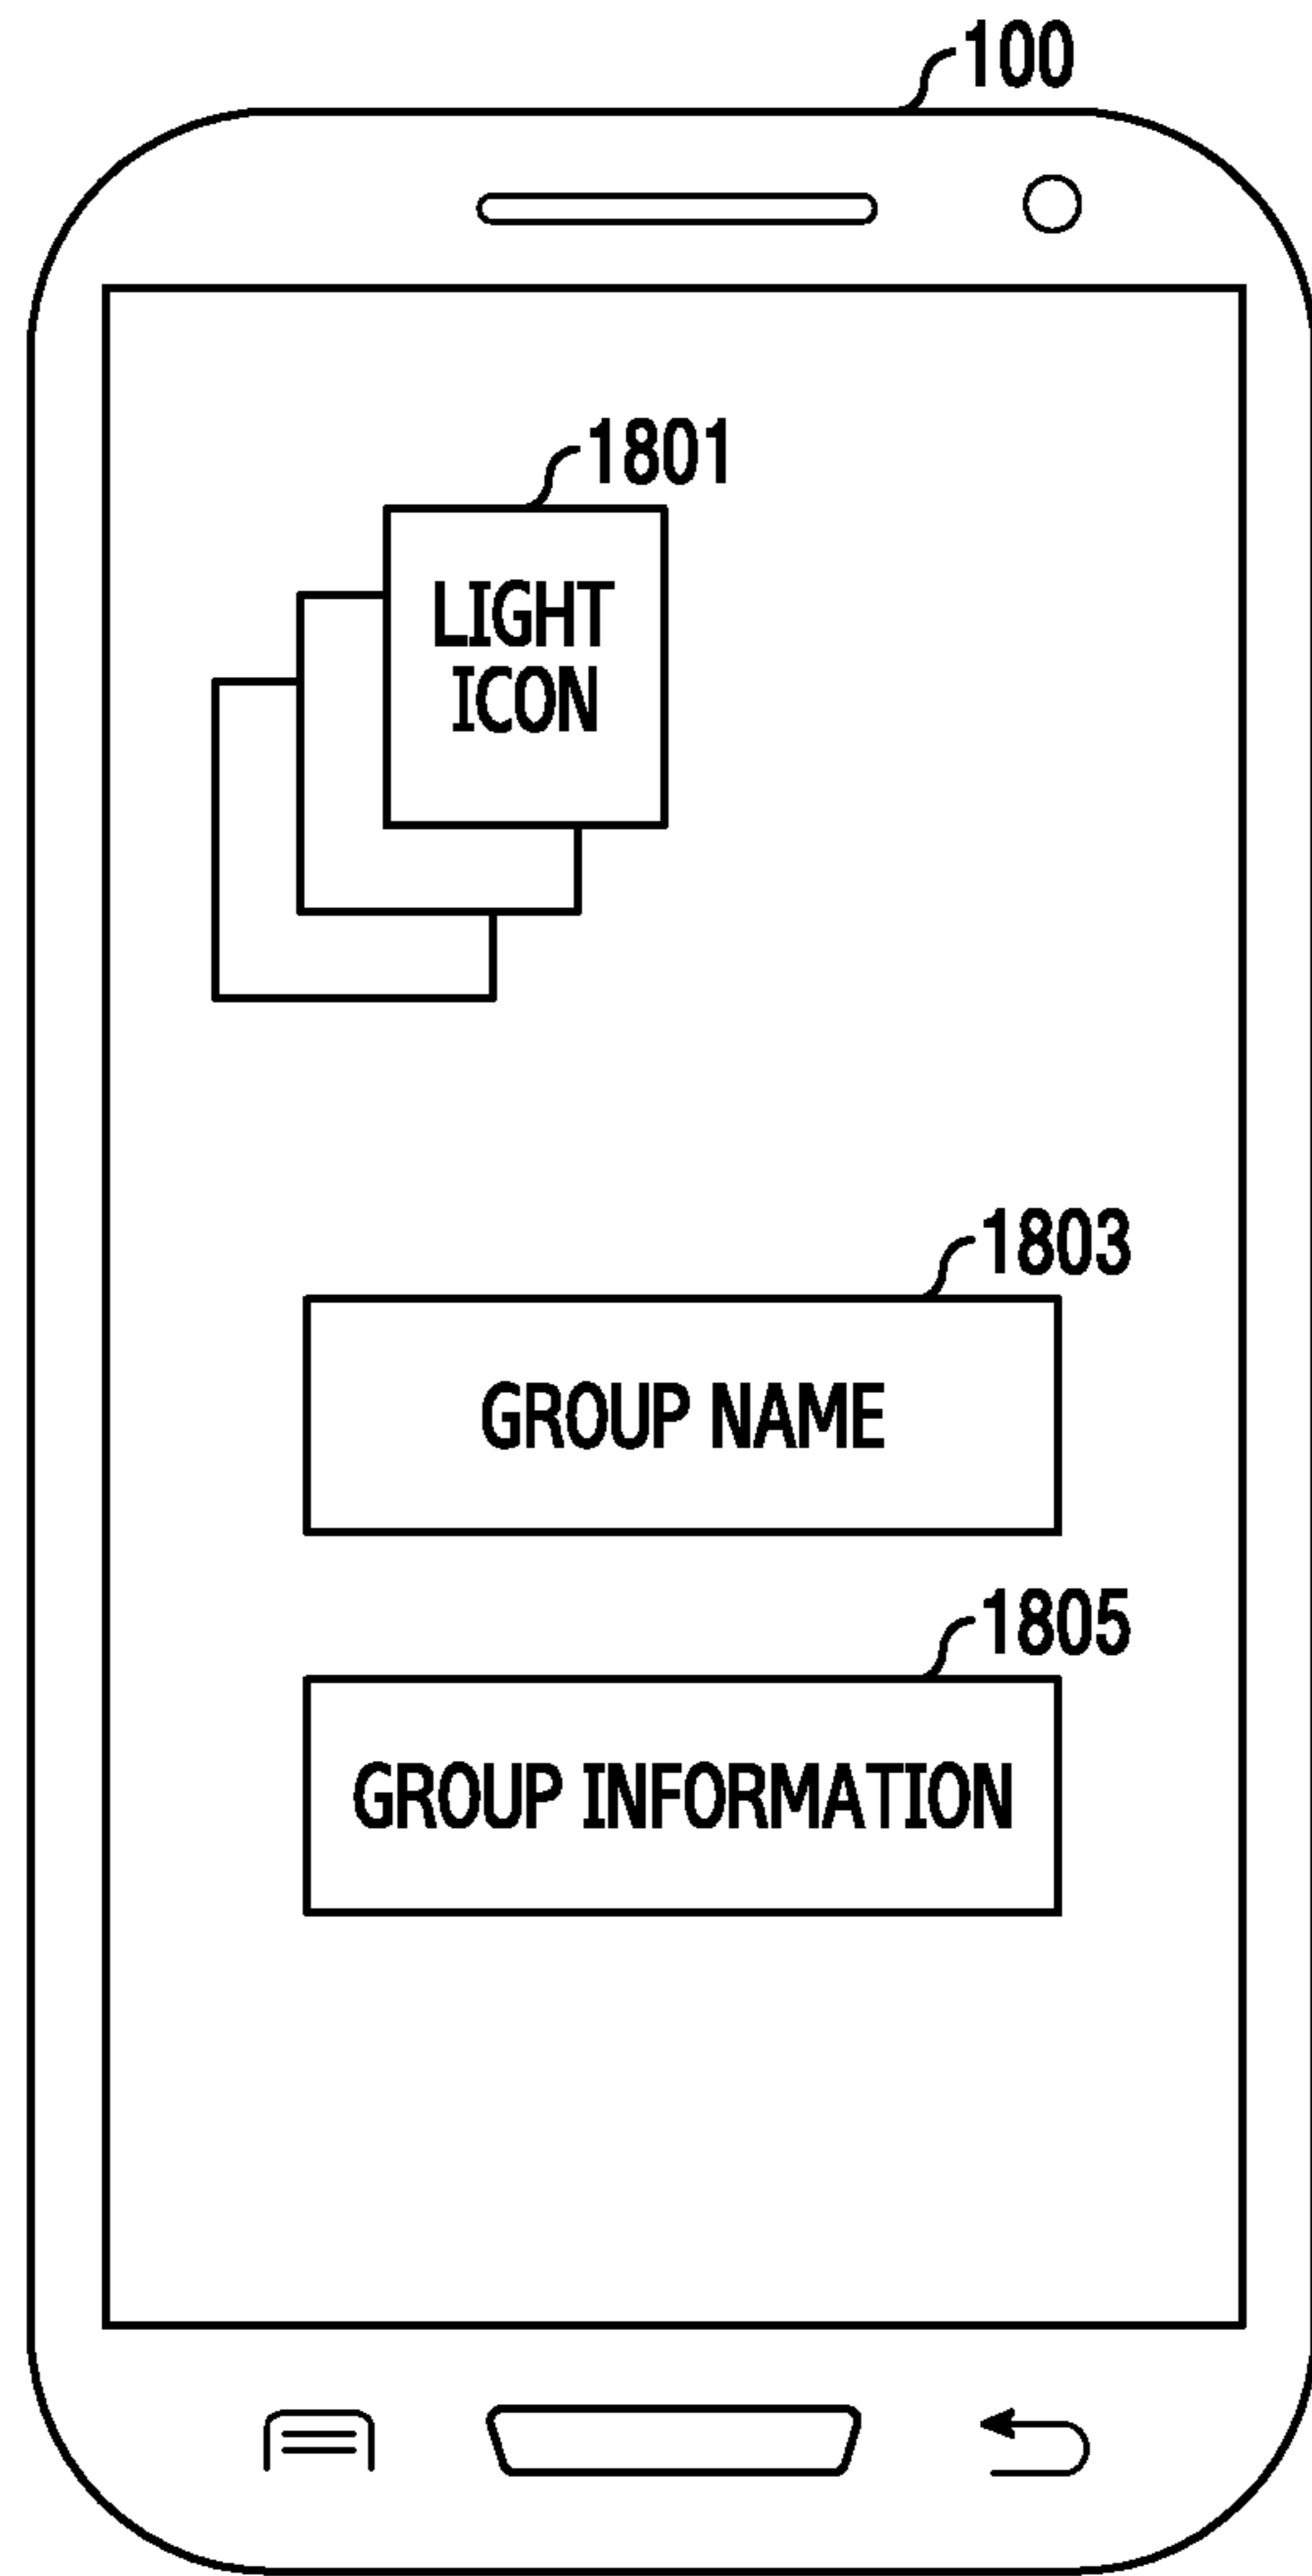 100
1801
LIGHT
ICON
1803
GROUP NAME
1805
GROUP INFORMATION